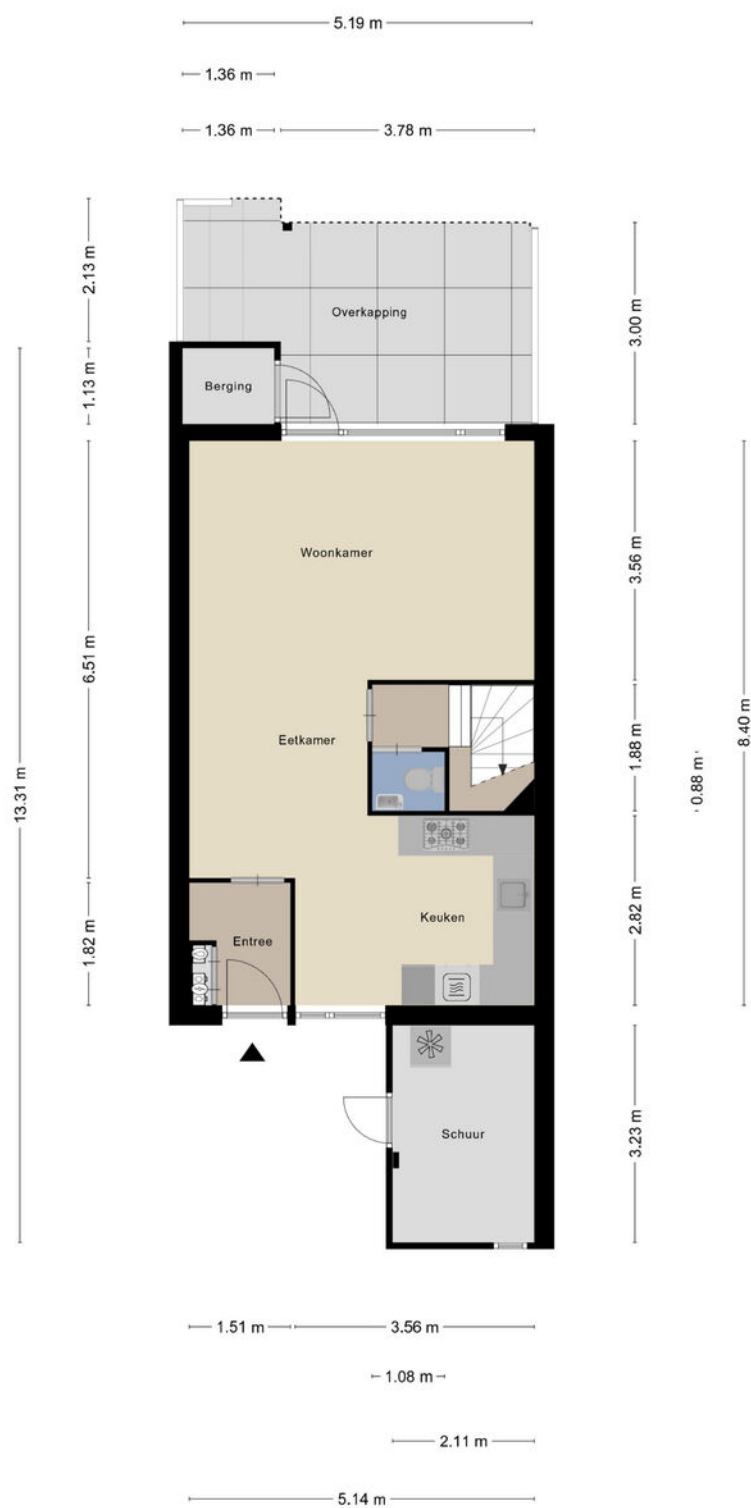 5.19 m
1.36 m
1.36 m 3.78 m
2.13 m
3.00 m
Overkapping
1.13 m
Berging
3.56 m
Woonkamer
6.51 m
8.40 m
1.88 m
Eetkamer
0.88 m
13.31 m
2.82 m
Keuken
1.82 m
Entree
3.23 m
Schuur
1.51 m 3.56 m
1.08 m
2.11 m
5.14 m